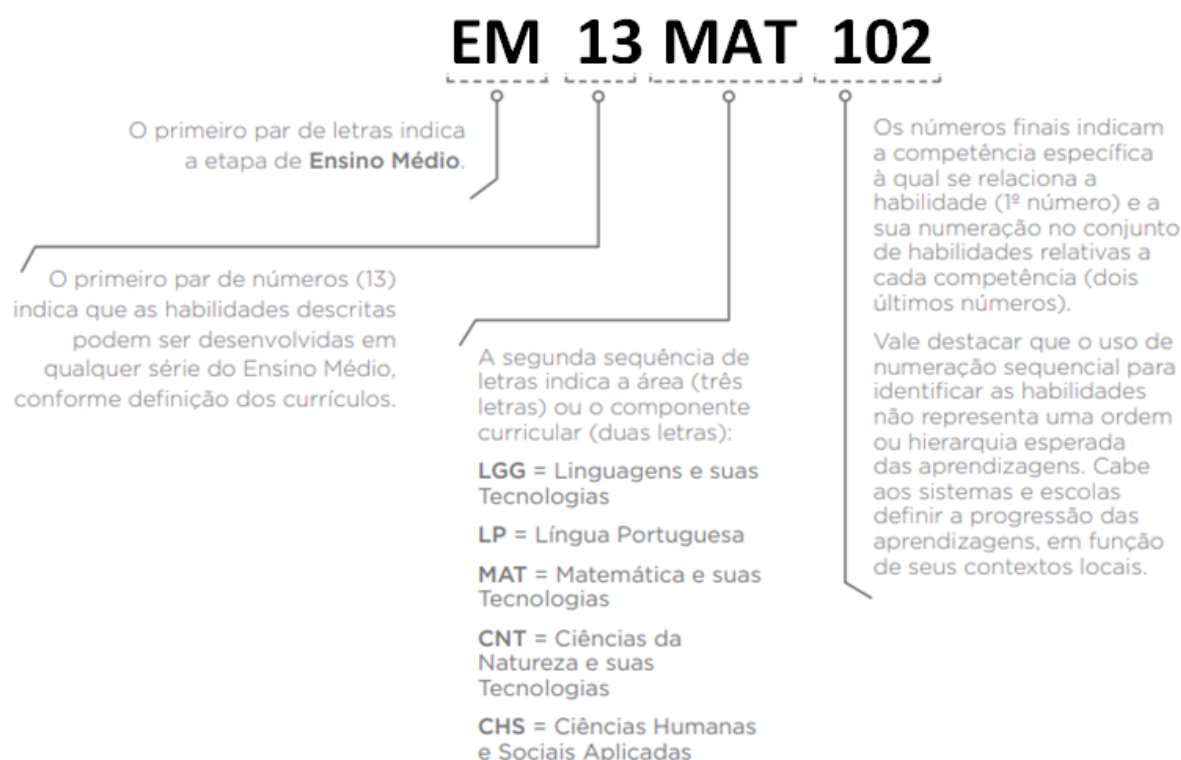 EM 13 MAT 102
O primeiro par de letras indica
a etapa de Ensino Médio.
O primeiro par de números (13)
indica que as habilidades descritas
podem ser desenvolvidas em
qualquer série do Ensino Médio,
conforme definição dos currículos.
A segunda sequência de
letras indica a área (três
letras) ou o componente
curricular (duas letras):
LGG = Linguagens e suas
Tecnologias
LP = Língua Portuguesa
MAT = Matemática e suas
Tecnologias
CNT = Ciências da
Natureza e suas
Tecnologias
CHS = Ciências Humanas
e Sociais Aplicadas
Os números finais indicam
a competência específica
à qual se relaciona a
habilidade (1º número) e a
sua numeração no conjunto
de habilidades relativas a
cada competência (dois
últimos números).
Vale destacar que o uso de
numeração sequencial para
identificar as habilidades
não representa uma ordem
ou hierarquia esperada
das aprendizagens. Cabe
aos sistemas e escolas
definir a progressão das
aprendizagens, em função
de seus contextos locais.